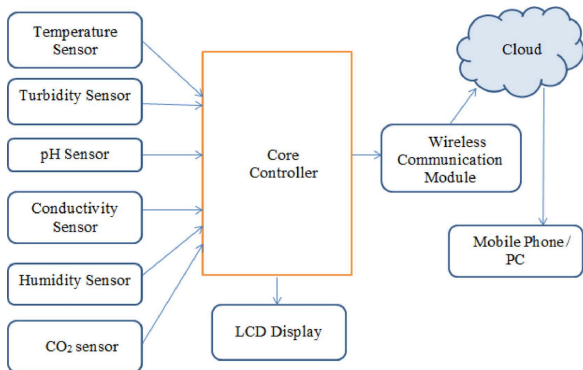 Temperature
Sensor
Turbidity Sensor
pH Sensor
Conductivity
Sensor
Humidity Sensor
CO₂ sensor
Core
Controller
LCD Display
Wireless
Communication
Module
Cloud
Mobile Phone /
PC